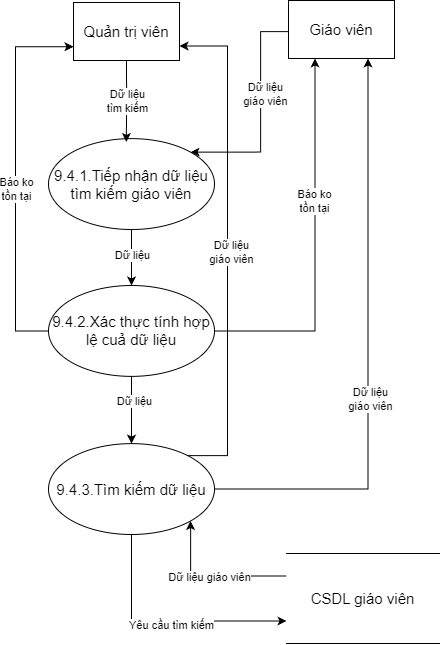 Quản trị viên
Giáo viên
Dữ liệu
tìm kiếm
Dữ liệu
giáo viên
9.4.1.Tiếp nhận dữ liệu
tìm kiếm giáo viên
Báo ko
tồn tại
Báo ko
tồn tại
Dữ liệu
Dữ liệu
giáo viên
9.4.2.Xác thực tính hợp
lệ cuả dữ liệu
Dữ liệu
Dữ liệu
giáo viên
9.4.3.Tìm kiếm dữ liệu
Dữ liệu giáo viên
CSDL giáo viên
Yêu cầu tìm kiếm